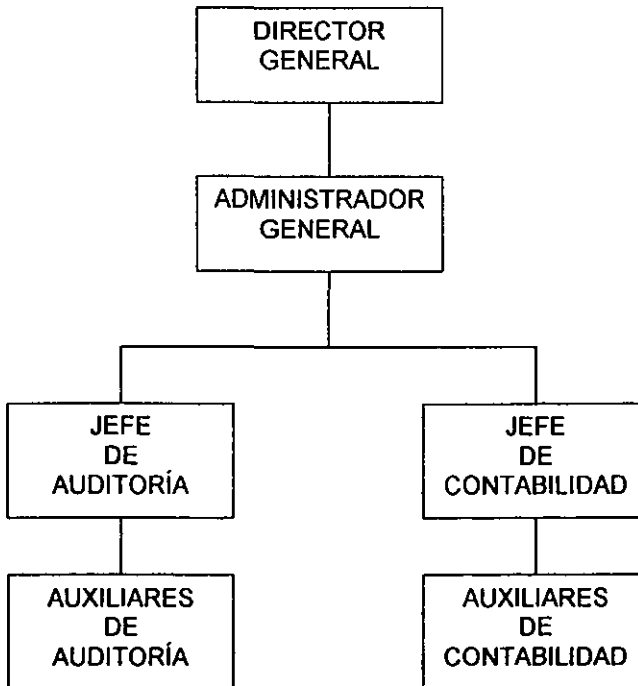 DIRECTOR
GENERAL
ADMINISTRADOR
GENERAL
JEFE
DE
AUDITORÍA
JEFE
DE
CONTABILIDAD
AUXILIARES
DE
AUDITORÍA
AUXILIARES
DE
CONTABILIDAD